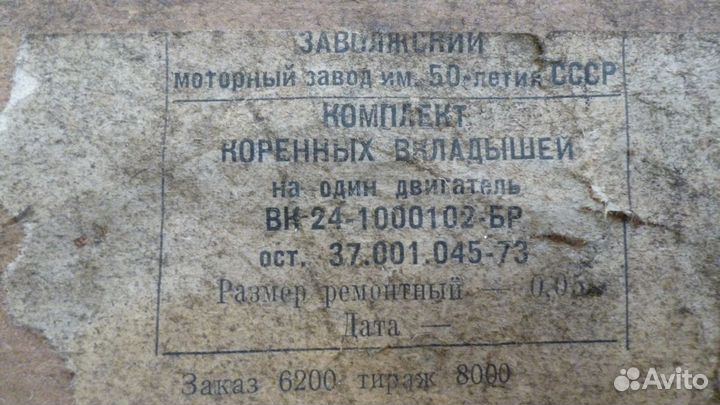 ЗАВОЛЖСКИЙ
МОТОРНЫЙ ЗАВОД ИМ. 50-ЛЕТИЯ СССР
КОМПЛЕКТ
КОРЕННЫХ ВКЛАДЫШЕЙ
НА ОДИН ДВИГАТЕЛЬ
ВК 24-1000102-БР
ОСТ. 37.001.045-73
Размер ремонтный — 0,05
Дата —
Заказ 6200 тираж 8000
Avito